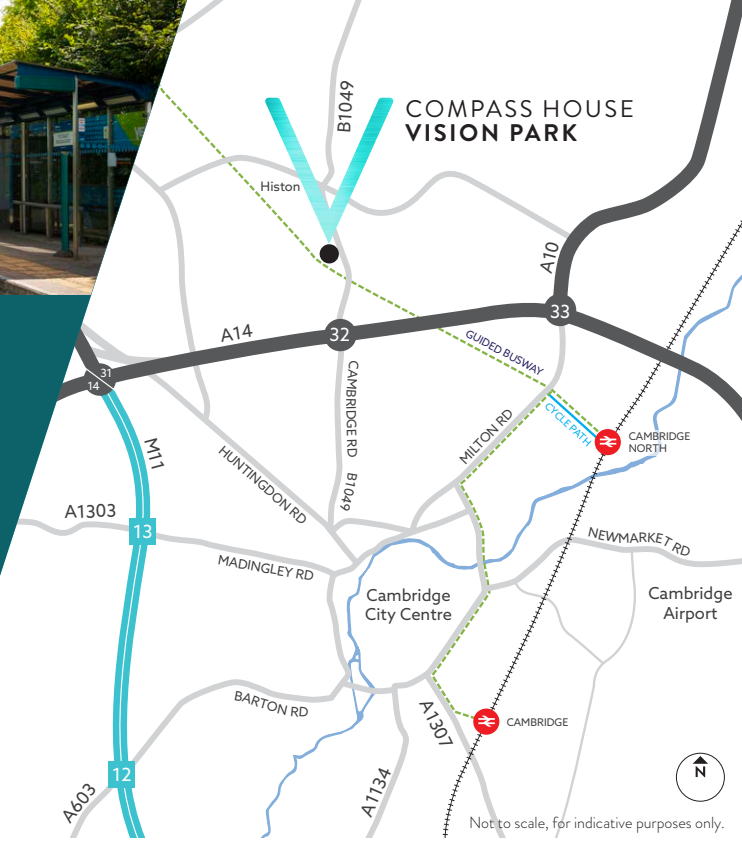 B1049
COMPASS HOUSE
VISION PARK
Histon
A10
33
A14
32
GUIDED BUSWAY
31
14
CAMBRIDGE RD
B1049
CYCLE PATH
CAMBRIDGE
NORTH
MILTON RD
M11
HUNTINGDON RD
A1303
13
NEWMARKET RD
MADINGLEY RD
Cambridge
City Centre
Cambridge
Airport
BARTON RD
A1307
CAMBRIDGE
12
A603
A1134
N
Not to scale, for indicative purposes only.